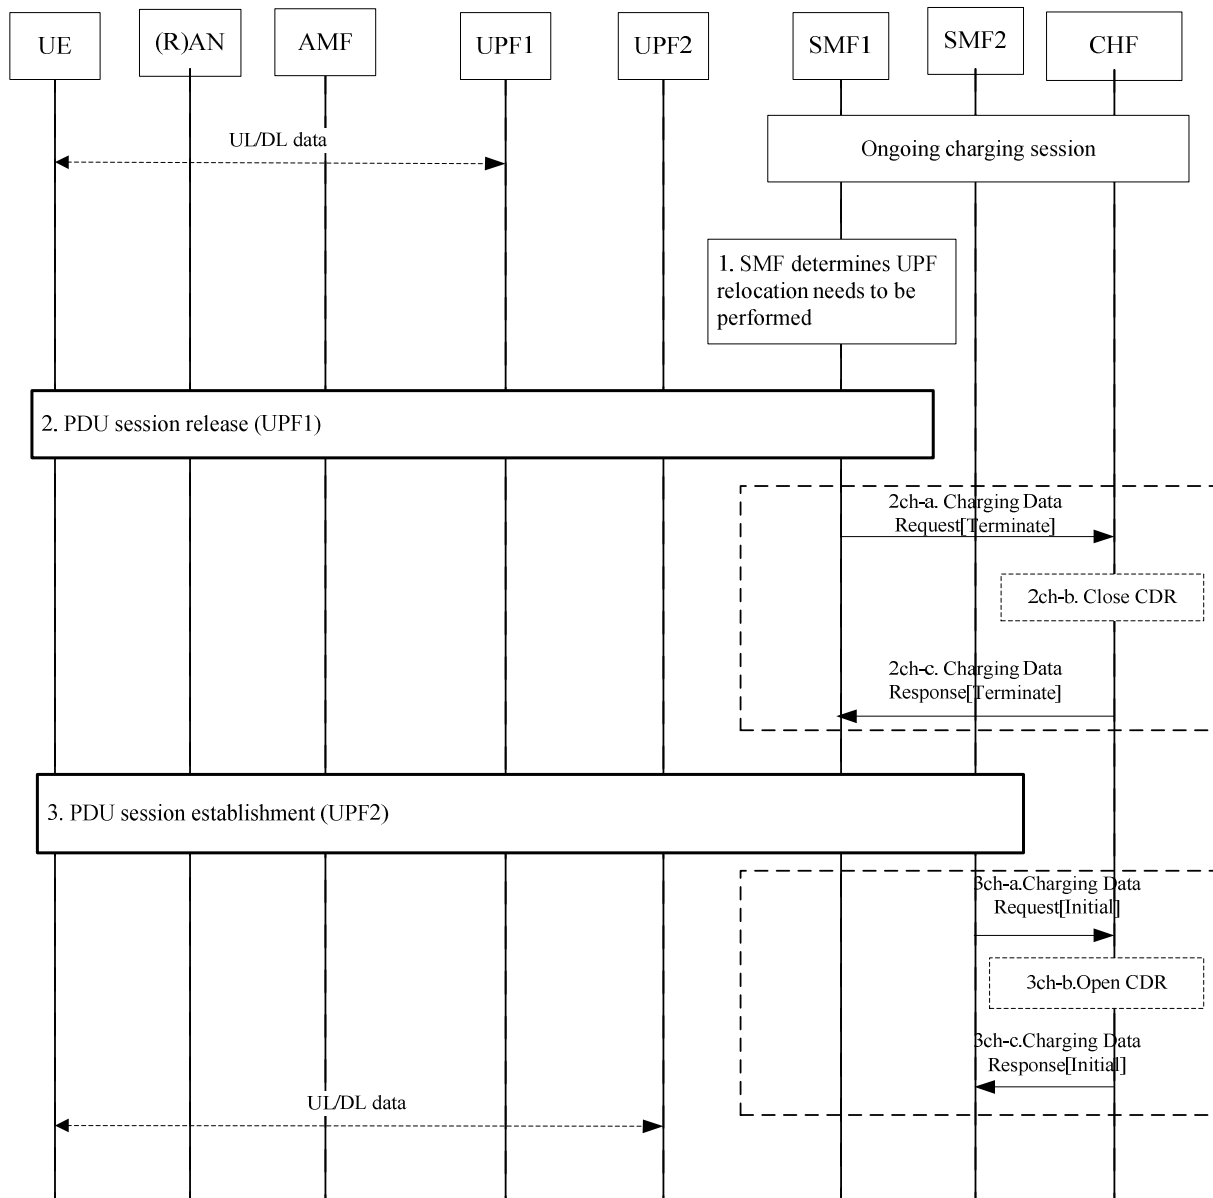 UE
(R)AN
AMF
UPF1
UPF2
SMF1
SMF2
CHF
UL/DL data
Ongoing charging session
1. SMF determines UPF
relocation needs to be
performed
2. PDU session release (UPF1)
2ch-a. Charging Data
Request[Terminate]
2ch-b. Close CDR
2ch-c. Charging Data
Response[Terminate]
3. PDU session establishment (UPF2)
3ch-a.Charging Data
Request[Initial]
3ch-b.Open CDR
3ch-c.Charging Data
Response[Initial]
UL/DL data